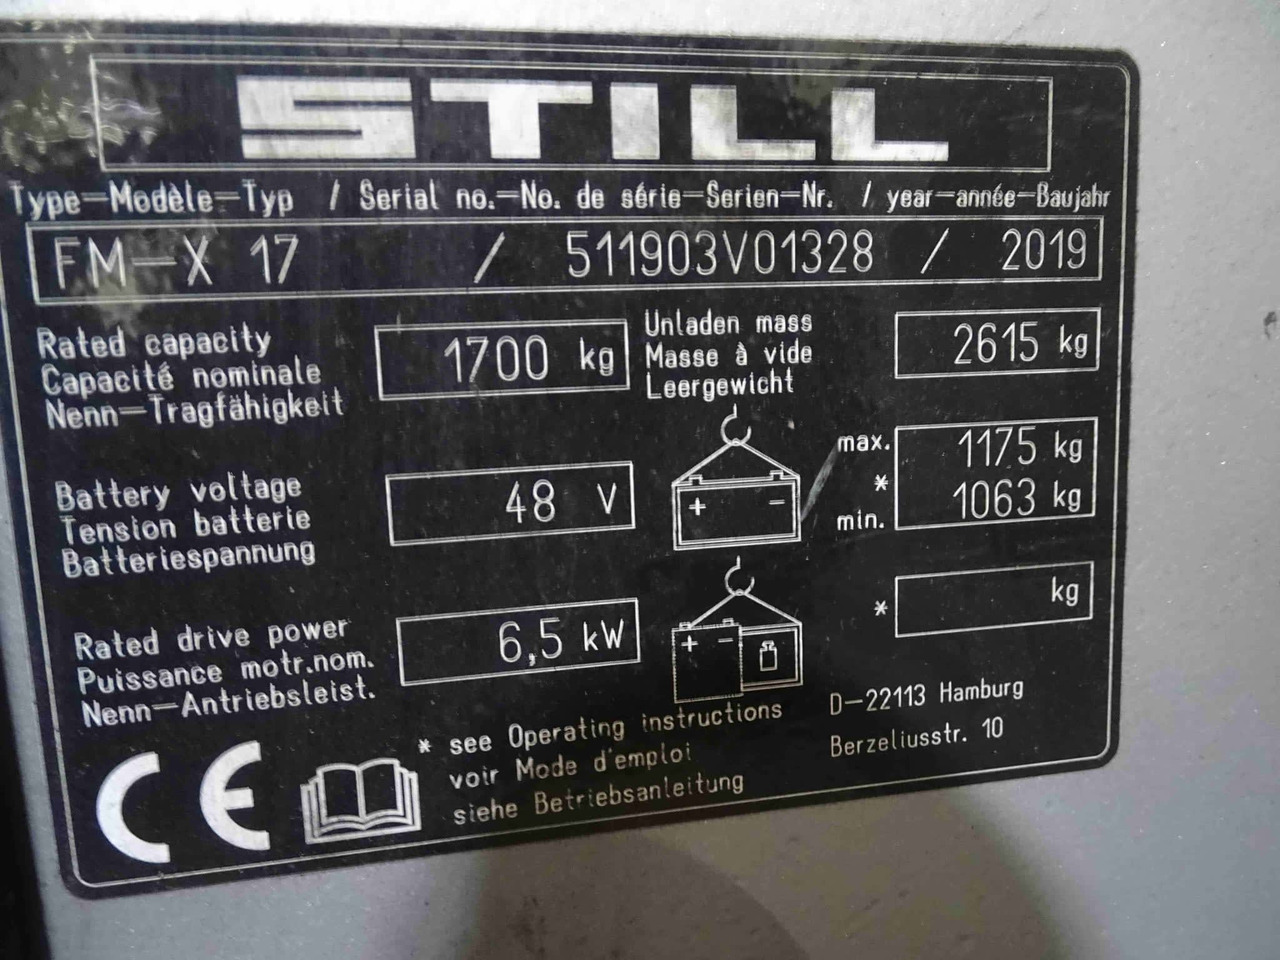 STILL
Type-Modèle-Typ / Serial no.-No. de série-Serien-Nr. / year-année-Baujahr
FM-X 17 / 511903V01328 / 2019
Rated capacity
Capacité nominale
Nenn-Tragfähigkeit
1700 kg
Unladen mass
Masse à vide
Leergewicht
2615 kg
Battery voltage
Tension batterie
Batteriespannung
48 V
+ -
max. 1175 kg
*
min. 1063 kg
Rated drive power
Puissance motr.nom.
Nenn-Antriebsleist.
6,5 kW
+ -
* kg
CE
* see Operating instructions
voir Mode d'emploi
siehe Betriebsanleitung
D-22113 Hamburg
Berzeliusstr. 10